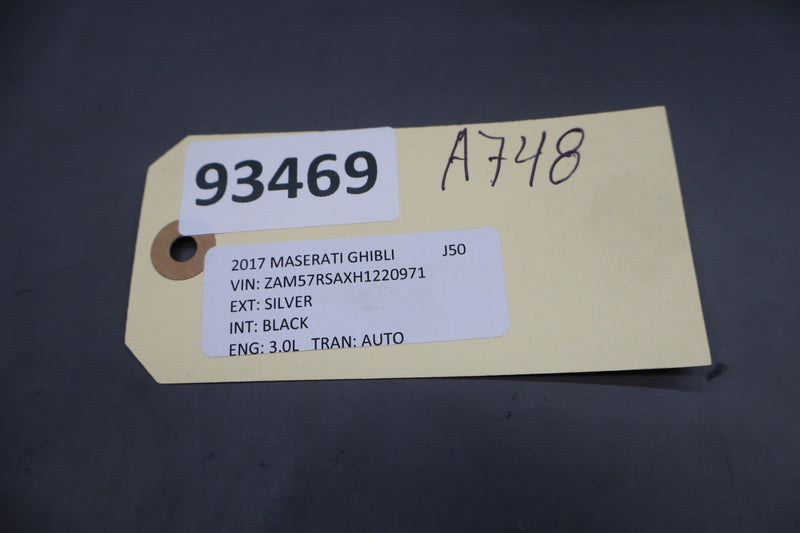 93469
A748
2017 MASERATI GHIBLI J50
VIN: ZAM57RSAXH1220971
EXT: SILVER
INT: BLACK
ENG: 3.0L TRAN: AUTO